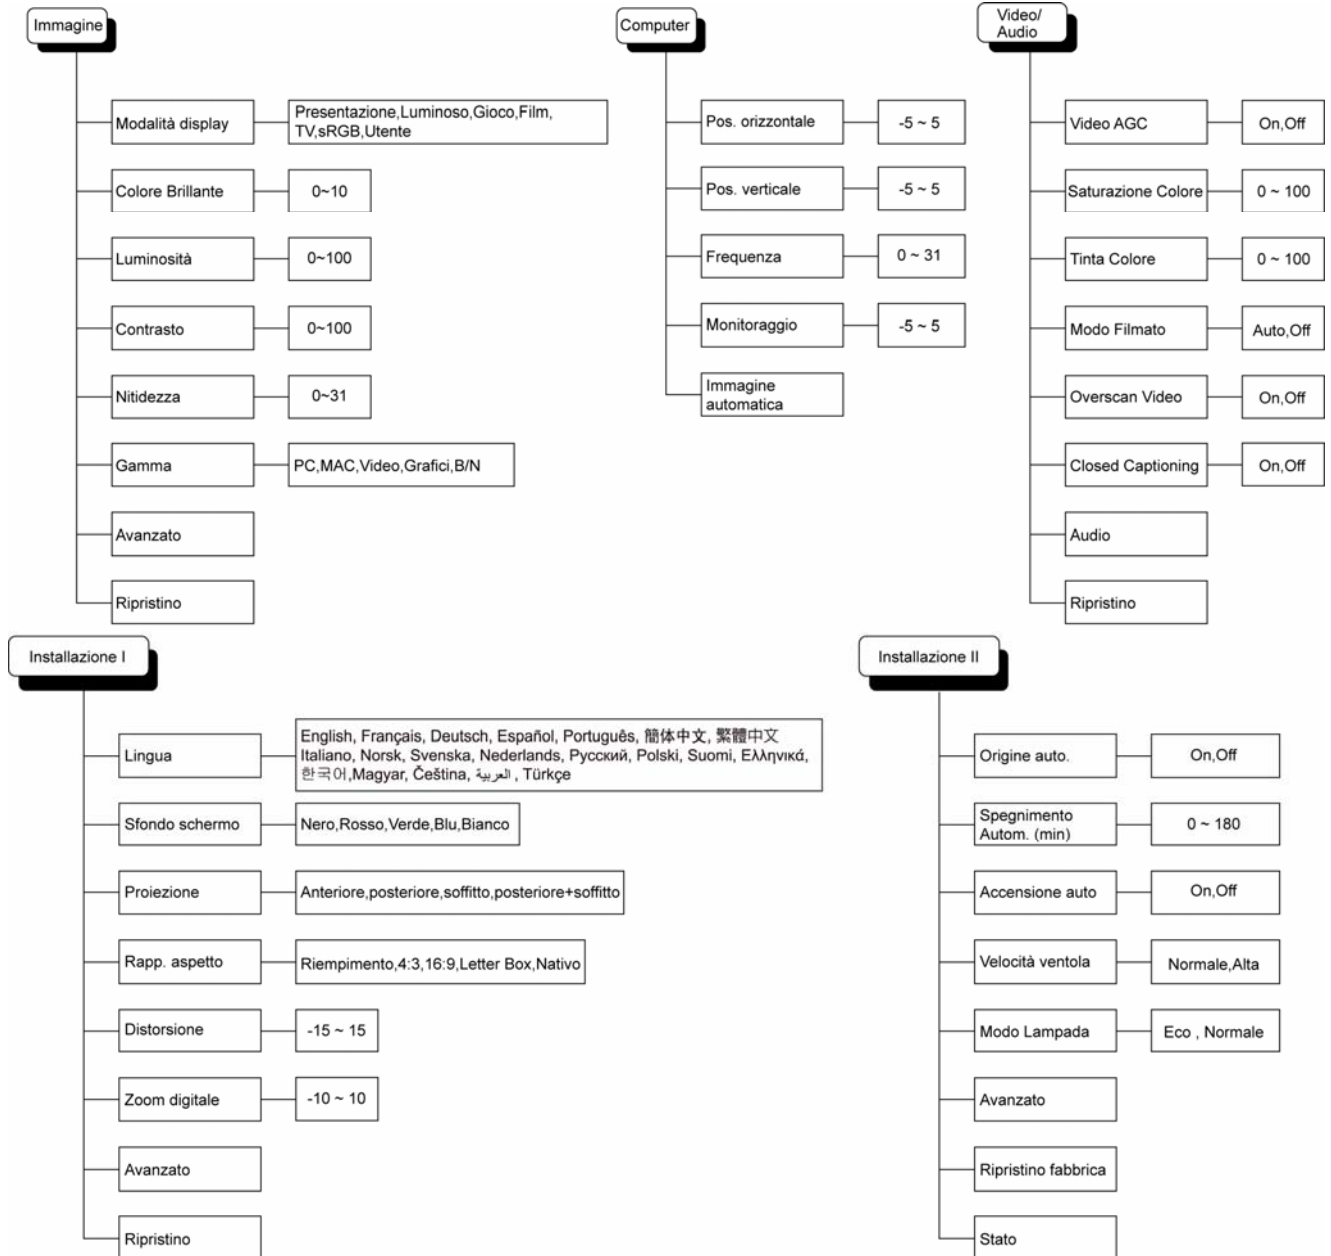 Immagine
Modalità display
Presentazione,Luminoso,Gioco,Film,
TV,sRGB,Utente
Colore Brillante
0~10
Luminosità
0~100
Contrasto
0~100
Nitidezza
0~31
Gamma
PC,MAC,Video,Grafici,B/N
Avanzato
Ripristino
Computer
Pos. orizzontale
-5 ~ 5
Pos. verticale
-5 ~ 5
Frequenza
0 ~ 31
Monitoraggio
-5 ~ 5
Immagine
automatica
Video/
Audio
Video AGC
On,Off
Saturazione Colore
0 ~ 100
Tinta Colore
0 ~ 100
Modo Filmato
Auto,Off
Overscan Video
On,Off
Closed Captioning
On,Off
Audio
Ripristino
Installazione I
Lingua
English, Français, Deutsch, Español, Português, 簡体中文, 繁體中文
Italiano, Norsk, Svenska, Nederlands, Русский, Polski, Suomi, Ελληνικά,
한국어,Magyar, Čeština, العربية , Türkçe
Sfondo schermo
Nero,Rosso,Verde,Blu,Bianco
Proiezione
Anteriore,posteriore,soffitto,posteriore+soffitto
Rapp. aspetto
Riempimento,4:3,16:9,Letter Box,Nativo
Distorsione
-15 ~ 15
Zoom digitale
-10 ~ 10
Avanzato
Ripristino
Installazione II
Origine auto.
On,Off
Spegnimento
Autom. (min)
0 ~ 180
Accensione auto
On,Off
Velocità ventola
Normale,Alta
Modo Lampada
Eco , Normale
Avanzato
Ripristino fabbrica
Stato